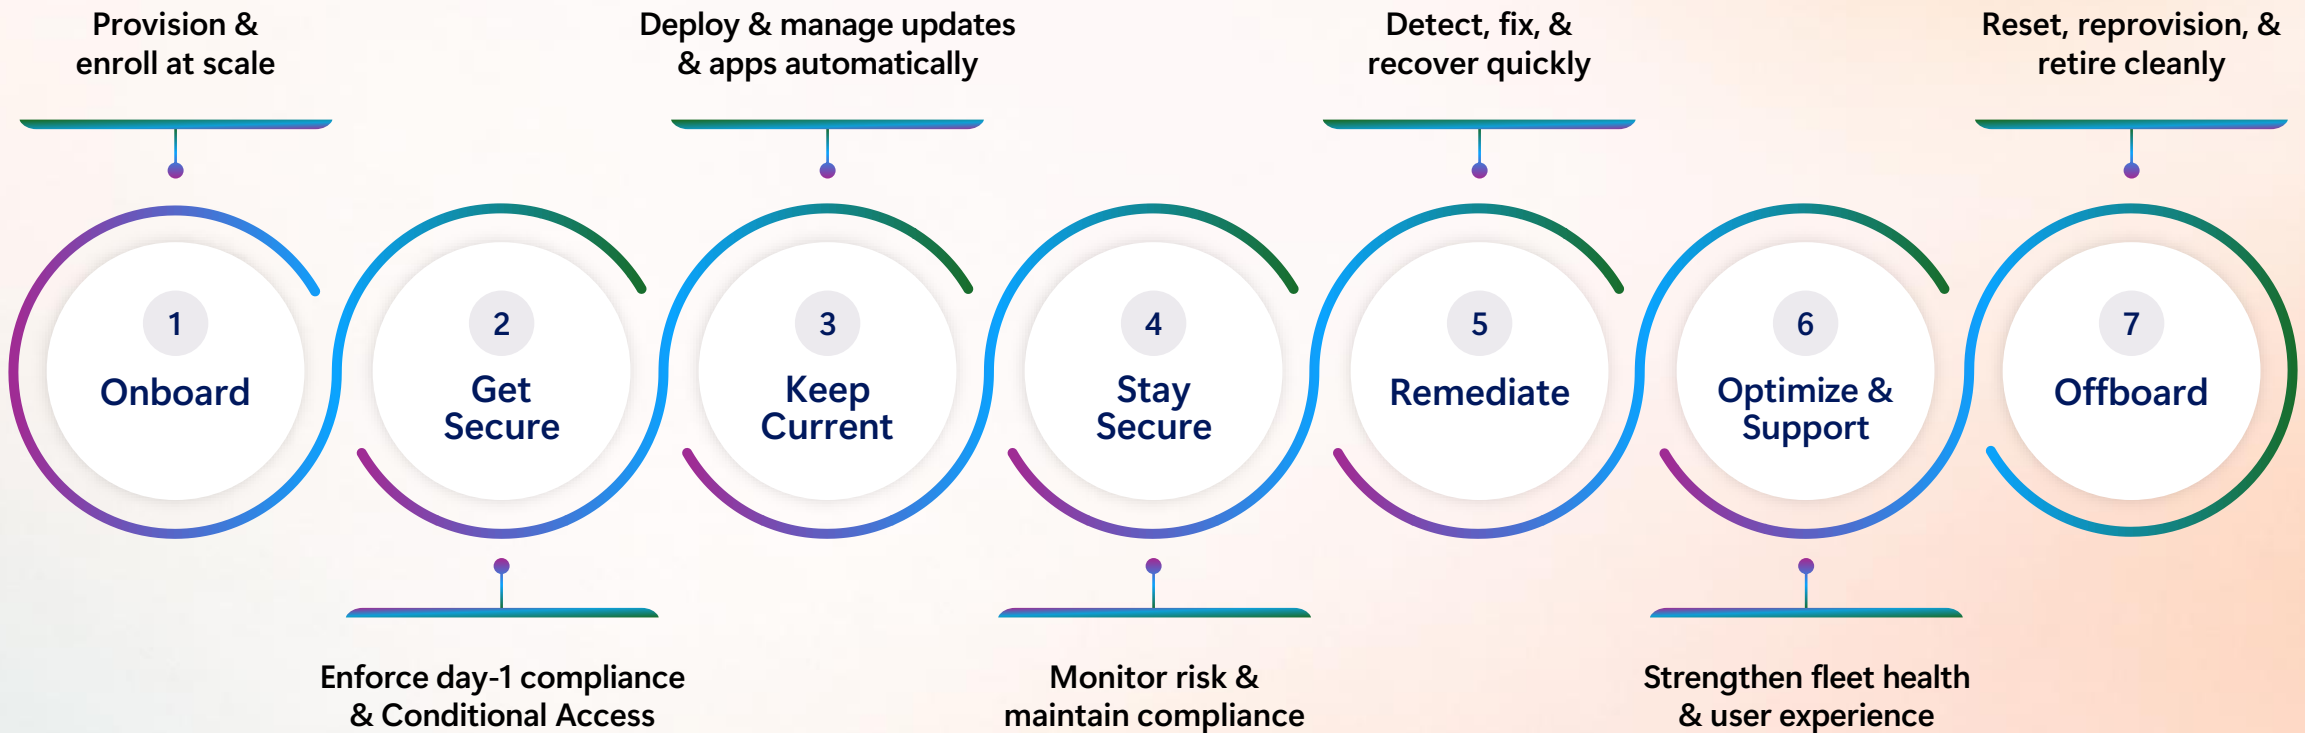 Provision &
enroll at scale
Deploy & manage updates
& apps automatically
Detect, fix, &
recover quickly
Reset, reprovision, &
retire cleanly
1
Onboard
2
Get
Secure
3
Keep
Current
4
Stay
Secure
5
Remediate
6
Optimize &
Support
7
Offboard
Enforce day-1 compliance
& Conditional Access
Monitor risk &
maintain compliance
Strengthen fleet health
& user experience